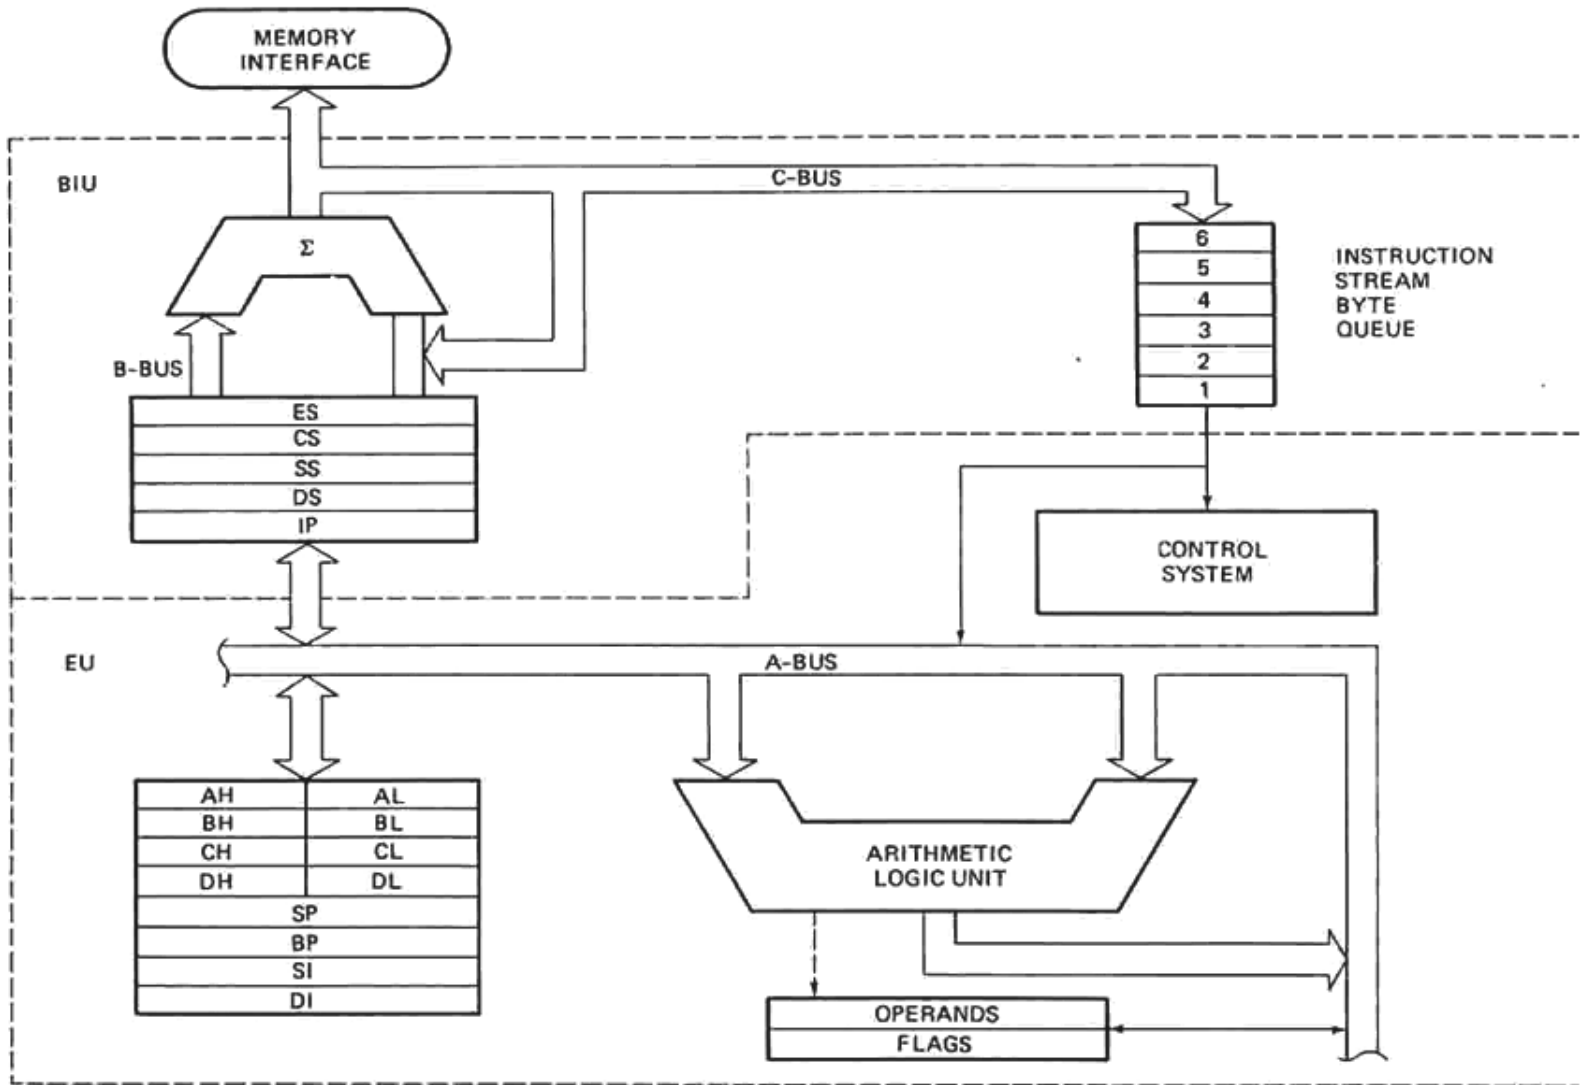 MEMORY
INTERFACE
BIU
C-BUS
Σ
6
5
4
3
2
1
INSTRUCTION
STREAM
BYTE
QUEUE
B-BUS
ES
CS
SS
DS
IP
CONTROL
SYSTEM
EU
A-BUS
AH AL
BH BL
CH CL
DH DL
SP
BP
SI
DI
ARITHMETIC
LOGIC UNIT
OPERANDS
FLAGS